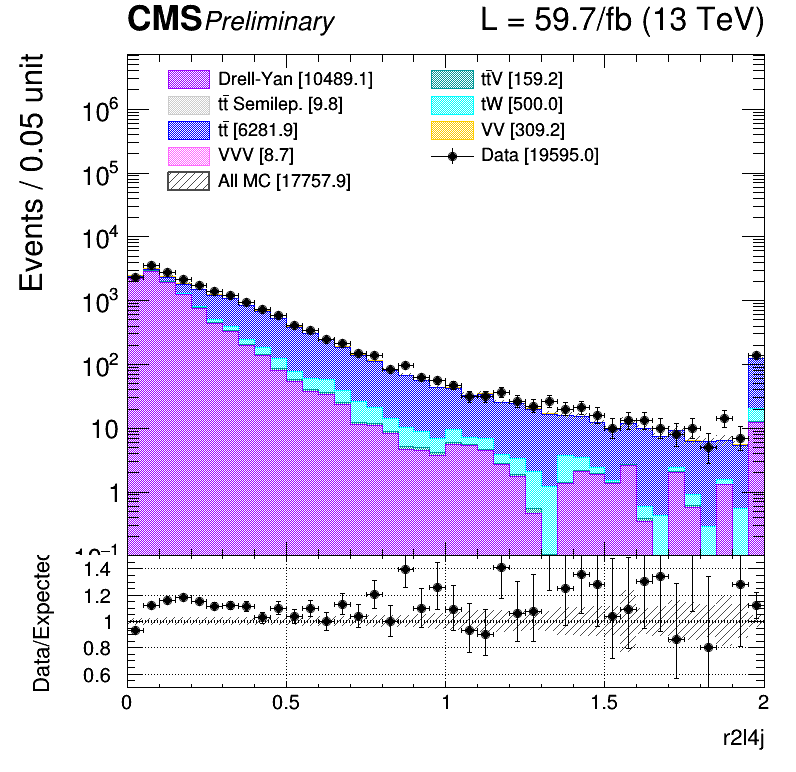 CMS Preliminary L = 59.7/fb (13 TeV)
Events / 0.05 unit
Drell-Yan [10489.1]
tt̄ Semilep. [9.8]
tt̄ [6281.9]
VVV [8.7]
All MC [17757.9]
tt̄V [159.2]
tW [500.0]
VV [309.2]
Data [19595.0]
10⁶
10⁵
10⁴
10³
10²
10
1
10⁻¹
Data/Expected
1.4
1.2
1
0.8
0.6
0 0.5 1 1.5 2
r2l4j